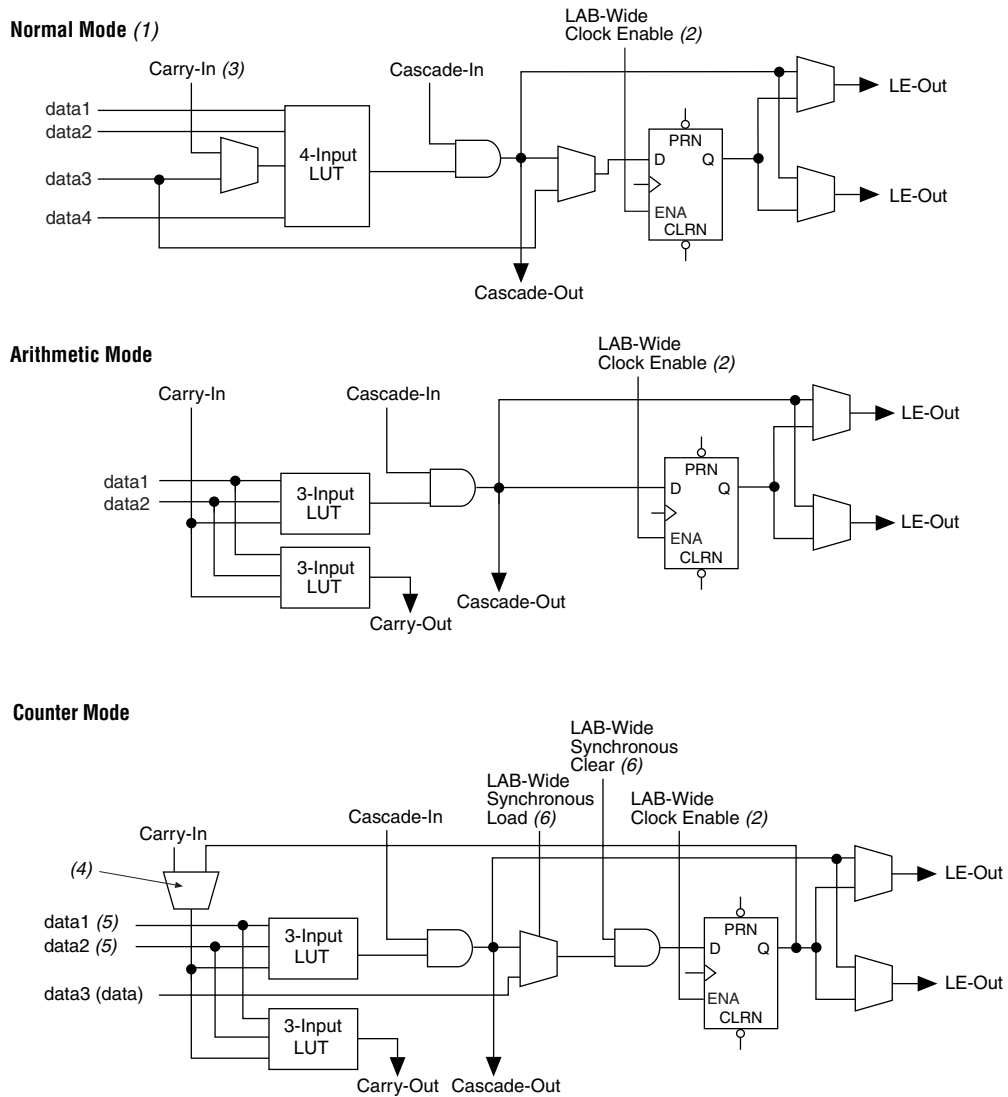 Normal Mode (1)
LAB-Wide
Clock Enable (2)
Carry-In (3)
Cascade-In
LE-Out
data1
data2
4-Input
LUT
PRN
D
Q
data3
LE-Out
data4
ENA
CLRN
Cascade-Out
Arithmetic Mode
LAB-Wide
Clock Enable (2)
Carry-In
Cascade-In
LE-Out
data1
data2
3-Input
LUT
PRN
D
Q
LE-Out
ENA
CLRN
3-Input
LUT
Cascade-Out
Carry-Out
Counter Mode
LAB-Wide
Synchronous
Clear (6)
LAB-Wide
Synchronous
Load (6)
LAB-Wide
Clock Enable (2)
Cascade-In
Carry-In
(4)
LE-Out
data1 (5)
data2 (5)
3-Input
LUT
PRN
D
Q
LE-Out
data3 (data)
ENA
CLRN
3-Input
LUT
Carry-Out
Cascade-Out